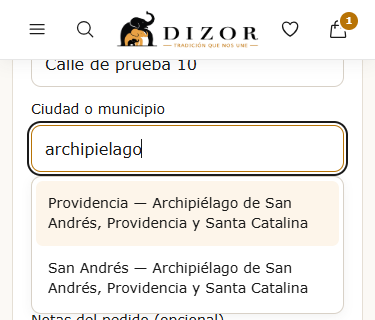 DIZOR
TRADICIÓN QUE NOS UNE
1
Calle de prueba 10
Ciudad o municipio
archipielago
Providencia — Archipiélago de San
Andrés, Providencia y Santa Catalina
San Andrés — Archipiélago de San
Andrés, Providencia y Santa Catalina
Notas del pedido (opcional)